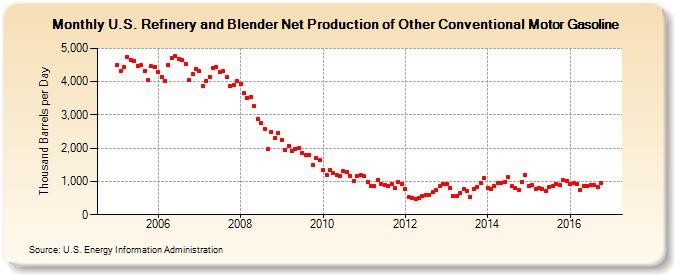 Monthly U.S. Refinery and Blender Net Production of Other Conventional Motor Gasoline
Thousand Barrels per Day
5,000
4,000
3,000
2,000
1,000
0
2006 2008 2010 2012 2014 2016
Source: U.S. Energy Information Administration